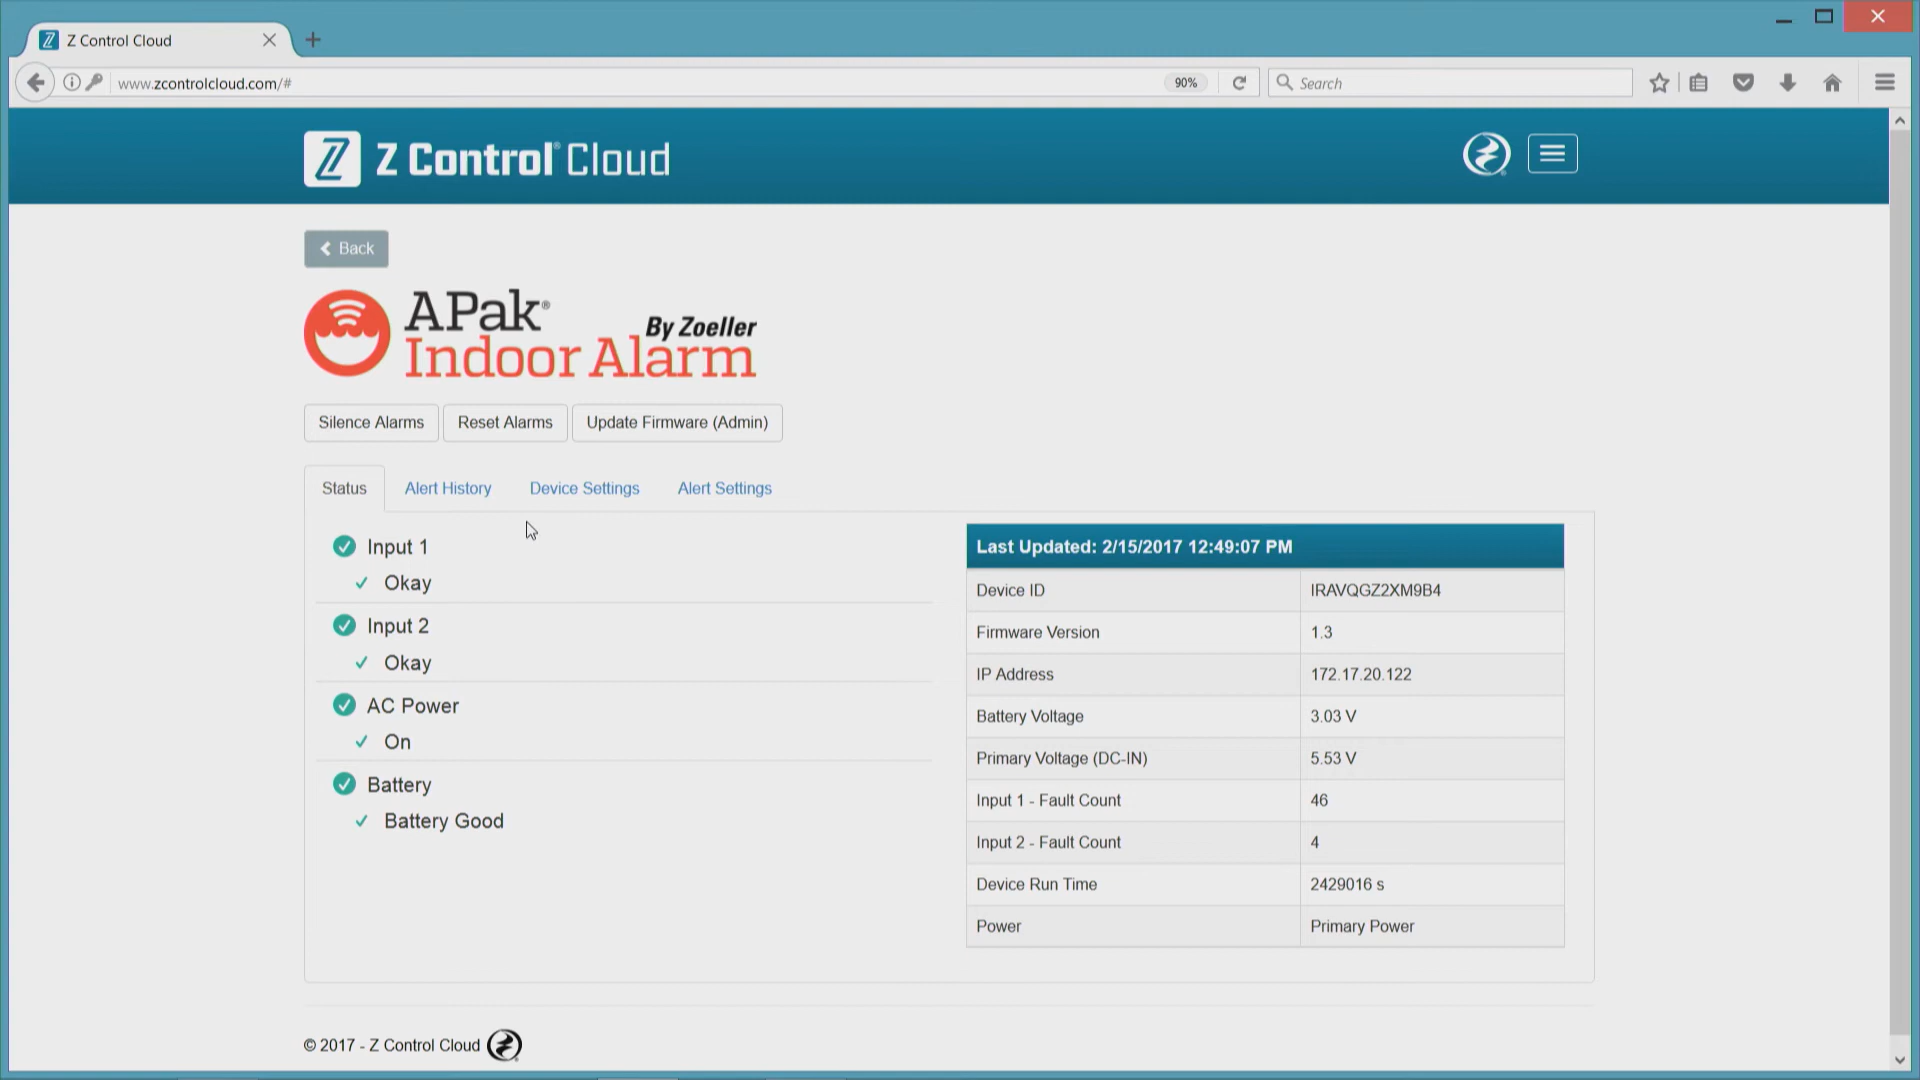 Z Control Cloud
www.zcontrolcloud.com/#
90%
Search
Z Control® Cloud
Back
APak®
By Zoeller
Indoor Alarm
Silence Alarms
Reset Alarms
Update Firmware (Admin)
Status
Alert History
Device Settings
Alert Settings
Input 1
Okay
Input 2
Okay
AC Power
On
Battery
Battery Good
Last Updated: 2/15/2017 12:49:07 PM
Device ID IRAVQGZ2XM9B4
Firmware Version 1.3
IP Address 172.17.20.122
Battery Voltage 3.03 V
Primary Voltage (DC-IN) 5.53 V
Input 1 - Fault Count 46
Input 2 - Fault Count 4
Device Run Time 2429016 s
Power Primary Power
© 2017 - Z Control Cloud